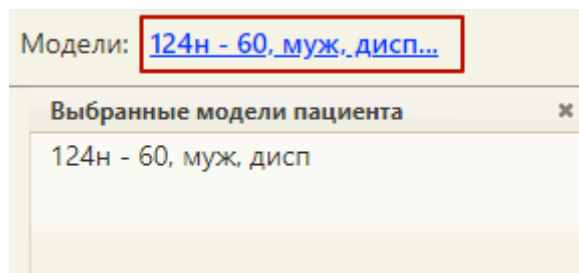 Модели: 124н - 60, муж, дисп...
Выбранные модели пациента
124н - 60, муж, дисп